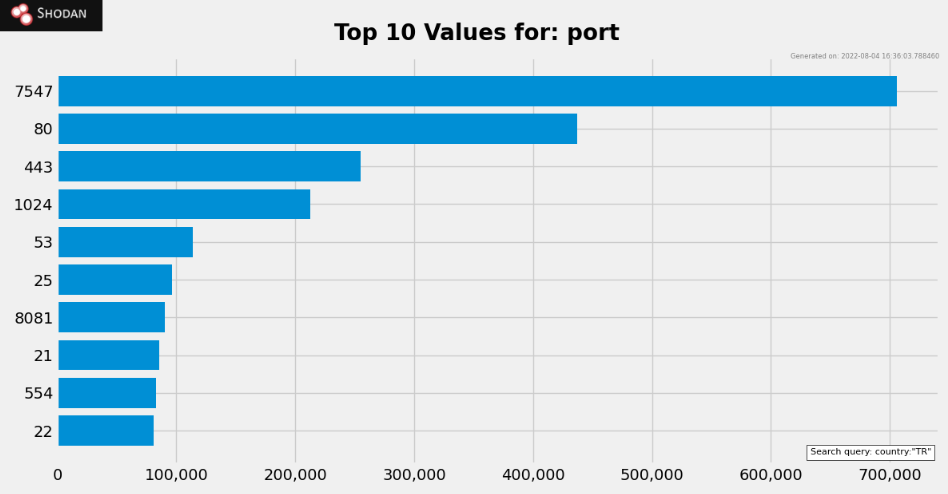 SHODAN
Top 10 Values for: port
Generated on: 2022-08-04 16:36:03.788460
7547
80
443
1024
53
25
8081
21
554
22
Search query: country:"TR"
0 100,000 200,000 300,000 400,000 500,000 600,000 700,000